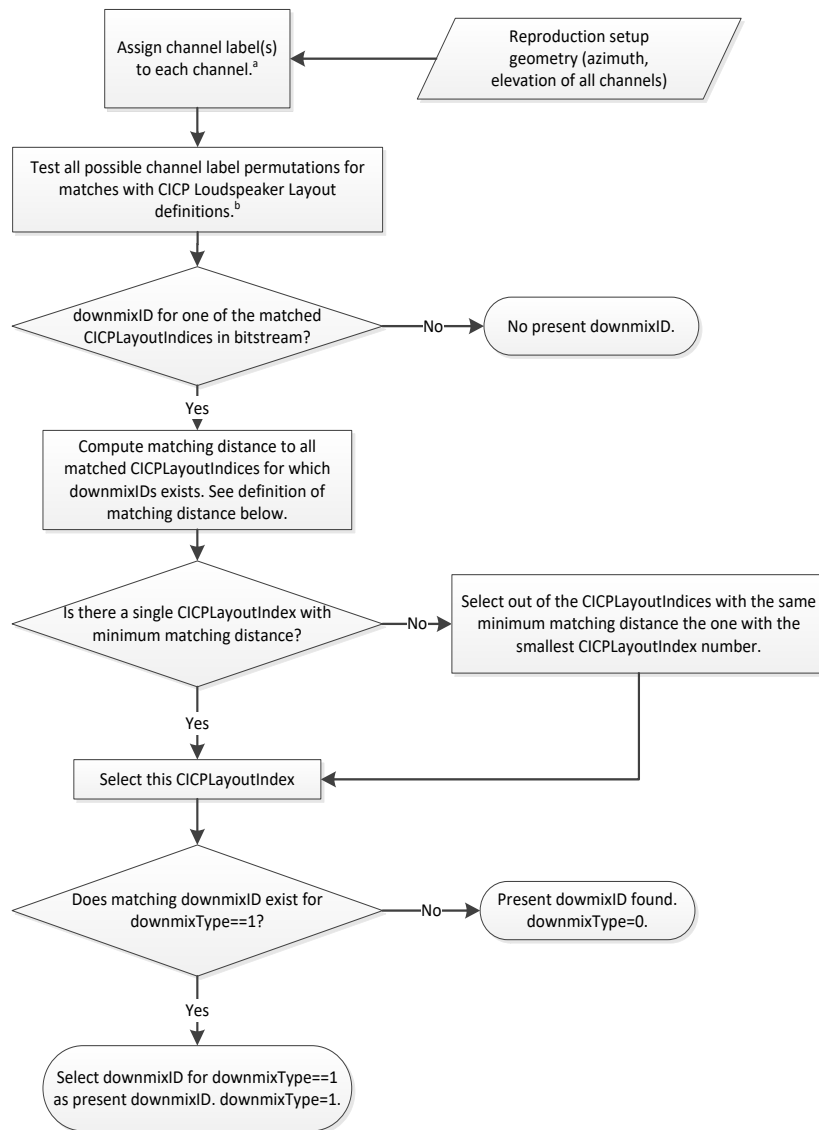 Assign channel label(s)
to each channel.a
Reproduction setup
geometry (azimuth,
elevation of all channels)
Test all possible channel label permutations for
matches with CICP Loudspeaker Layout
definitions.b
downmixID for one of the matched
CICPLayoutIndices in bitstream?
No
No present downmixID.
Yes
Compute matching distance to all
matched CICPLayoutIndices for which
downmixIDs exists. See definition of
matching distance below.
Is there a single CICPLayoutIndex with
minimum matching distance?
No
Select out of the CICPLayoutIndices with the same
minimum matching distance the one with the
smallest CICPLayoutIndex number.
Yes
Select this CICPLayoutIndex
Does matching downmixID exist for
downmixType==1?
No
Present dowmixID found.
downmixType=0.
Yes
Select downmixID for downmixType==1
as present downmixID. downmixType=1.